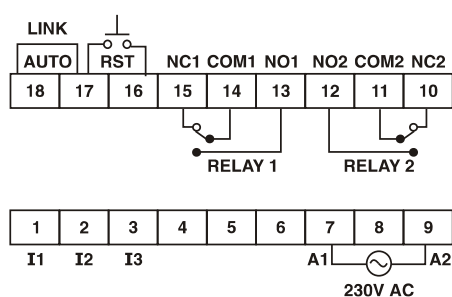 LINK
AUTO RST NC1 COM1 NO1 NO2 COM2 NC2
18 17 16 15 14 13 12 11 10
RELAY 1 RELAY 2
1 2 3 4 5 6 7 8 9
I1 I2 I3 A1 A2
230V AC